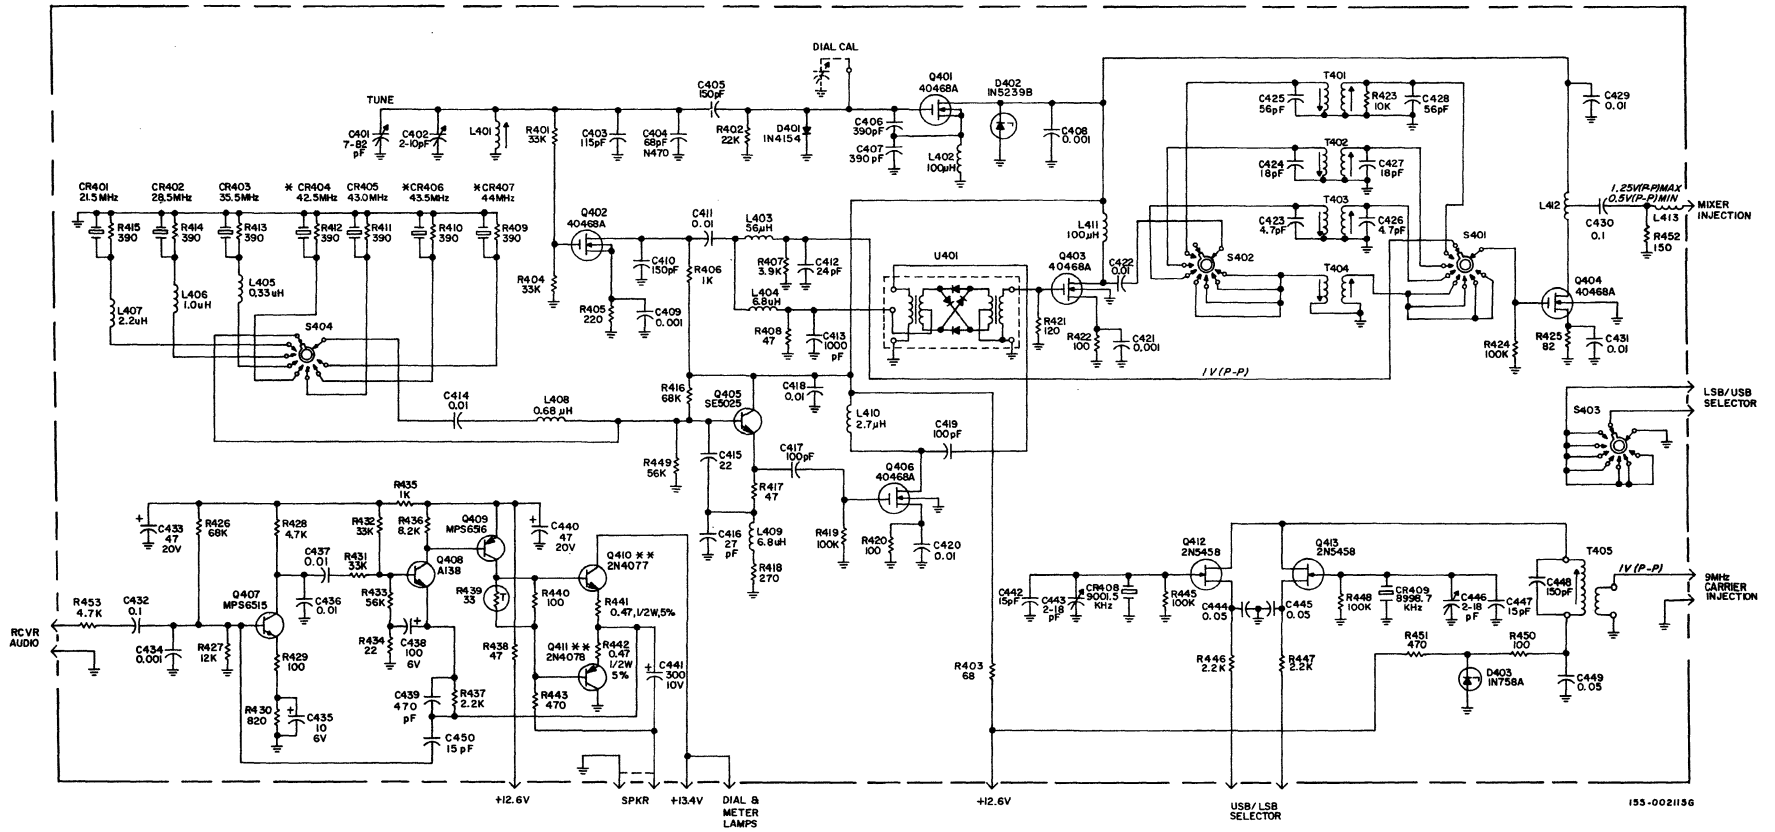 DIAL CAL
TUNE
C401
7-82
pF
C402
2-10pF
L401
R401
33K
C403
115pF
C404
68pF
N470
C405
150pF
R402
22K
D401
1N4154
C406
390pF
C407
390pF
Q401
40468A
L402
100µH
D402
1N5239B
C408
0.001
T401
C425
56pF
R423
10K
C428
56pF
T402
C424
18pF
C427
18pF
T403
C423
4.7pF
C426
4.7pF
T404
S402
S401
C429
0.01
L412
1.25V(P-P)MAX
0.5V(P-P)MIN
C430
0.1
L413
R452
150
MIXER
INJECTION
Q404
40468A
R424
100K
R425
82
C431
0.01
CR401
21.5MHz
CR402
28.5MHz
CR403
35.5MHz
* CR404
42.5MHz
CR405
43.0MHz
*CR406
43.5MHz
*CR407
44MHz
R415
390
R414
390
R413
390
R412
390
R411
390
R410
390
R409
390
L407
2.2uH
L406
1.0uH
L405
0.33uH
S404
Q402
40468A
R404
33K
R405
220
C409
0.001
C410
150pF
R406
1K
C411
0.01
L403
56µH
R407
3.9K
C412
24pF
L404
6.8uH
R408
47
C413
1000
pF
U401
R421
120
Q403
40468A
L411
100µH
C422
0.01
R422
100
C421
0.001
1V(P-P)
C414
0.01
L408
0.68µH
R416
68K
Q405
SE5025
C418
0.01
L410
2.7µH
C419
100pF
R449
56K
C415
22
C417
100pF
R417
47
C416
27
pF
L409
6.8uH
R418
270
Q406
40468A
R419
100K
R420
100
C420
0.01
LSB/USB
SELECTOR
S403
RCVR
AUDIO
R453
4.7K
C432
0.1
C434
0.001
C433
47
20V
R426
68K
R427
12K
Q407
MPS6515
R428
4.7K
R429
100
R430
820
C435
10
6V
C436
0.01
C437
0.01
R431
33K
R432
33K
R435
1K
R436
8.2K
R433
56K
R434
22
C438
100
6V
Q408
A138
Q409
MPS6516
R439
33
T
C439
470
pF
R437
2.2K
C450
15pF
R438
47
C440
47
20V
R440
100
Q410 **
2N4077
R441
0.47,1/2W,5%
R442
0.47
1/2W
5%
Q411 **
2N4078
R443
470
C441
300
10V
R403
68
Q412
2N5458
Q413
2N5458
C442
15pF
C443
2-18
pF
CR408
9001.5
KHz
R445
100K
C444
0.05
C445
0.05
R448
100K
CR409
8998.7
KHz
C446
2-18
pF
C447
15pF
R446
2.2K
R447
2.2K
R451
470
R450
100
D403
1N758A
C448
150pF
C449
0.05
T405
1V(P-P)
9MHz
CARRIER
INJECTION
+12.6V
SPKR
+13.4V
DIAL &
METER
LAMPS
+12.6V
USB/LSB
SELECTOR
153-002113G